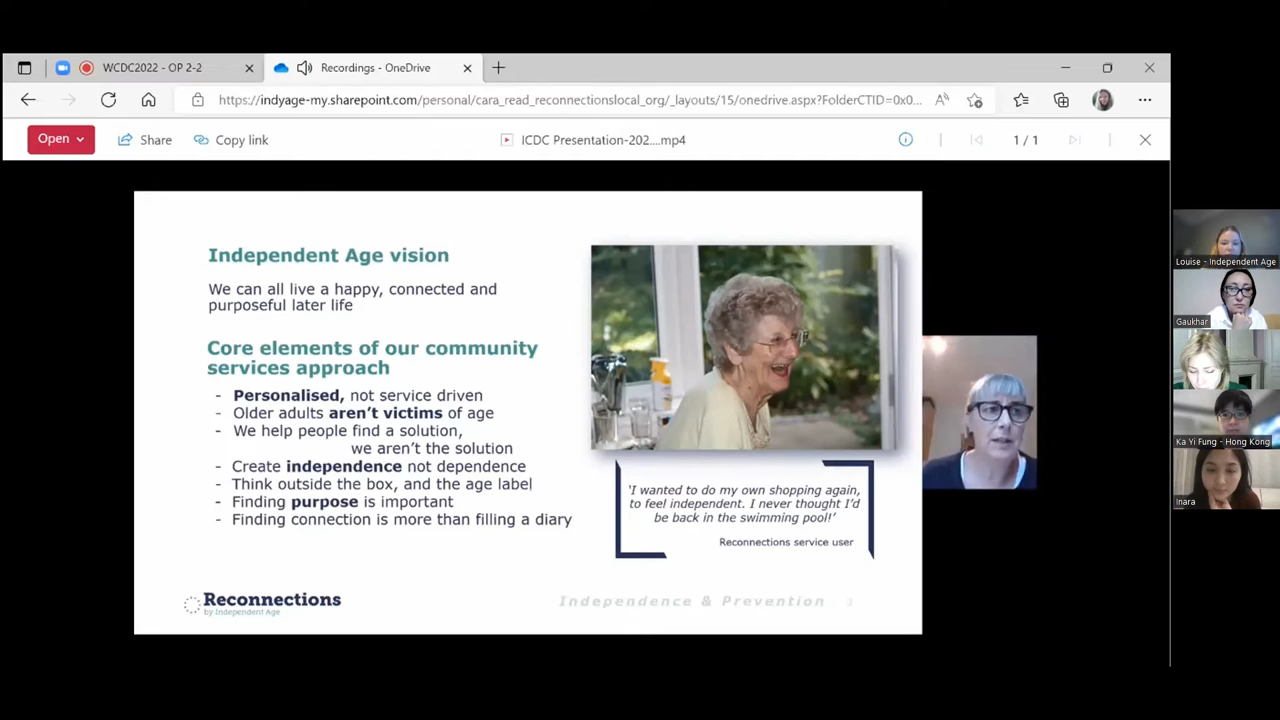 WCDC2022 - OP 2-2
Recordings - OneDrive
https://indyage-my.sharepoint.com/personal/cara_read_reconnectionslocal_org/_layouts/15/onedrive.aspx?FolderCTID=0x0...
Open
Share
Copy link
ICDC Presentation-202....mp4
1 / 1
Independent Age vision
We can all live a happy, connected and
purposeful later life
Core elements of our community
services approach
- Personalised, not service driven
- Older adults aren't victims of age
- We help people find a solution,
we aren't the solution
- Create independence not dependence
- Think outside the box, and the age label
- Finding purpose is important
- Finding connection is more than filling a diary
'I wanted to do my own shopping again,
to feel independent. I never thought I'd
be back in the swimming pool!'
Reconnections service user
Reconnections
by Independent Age
Independence & Prevention 3
Louise - Independent Age
Gaukhar
Ka Yi Fung - Hong Kong
Inara